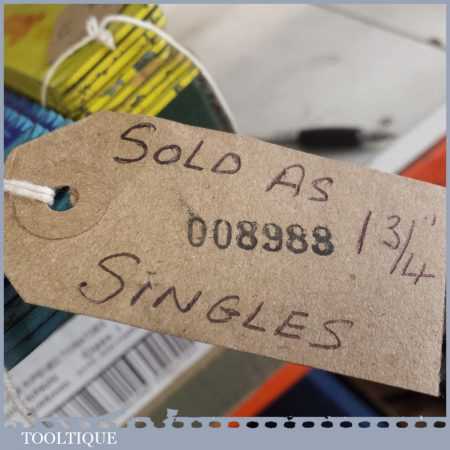 SOLD AS
008988 1 3/4"
SINGLES
TOOLTIQUE